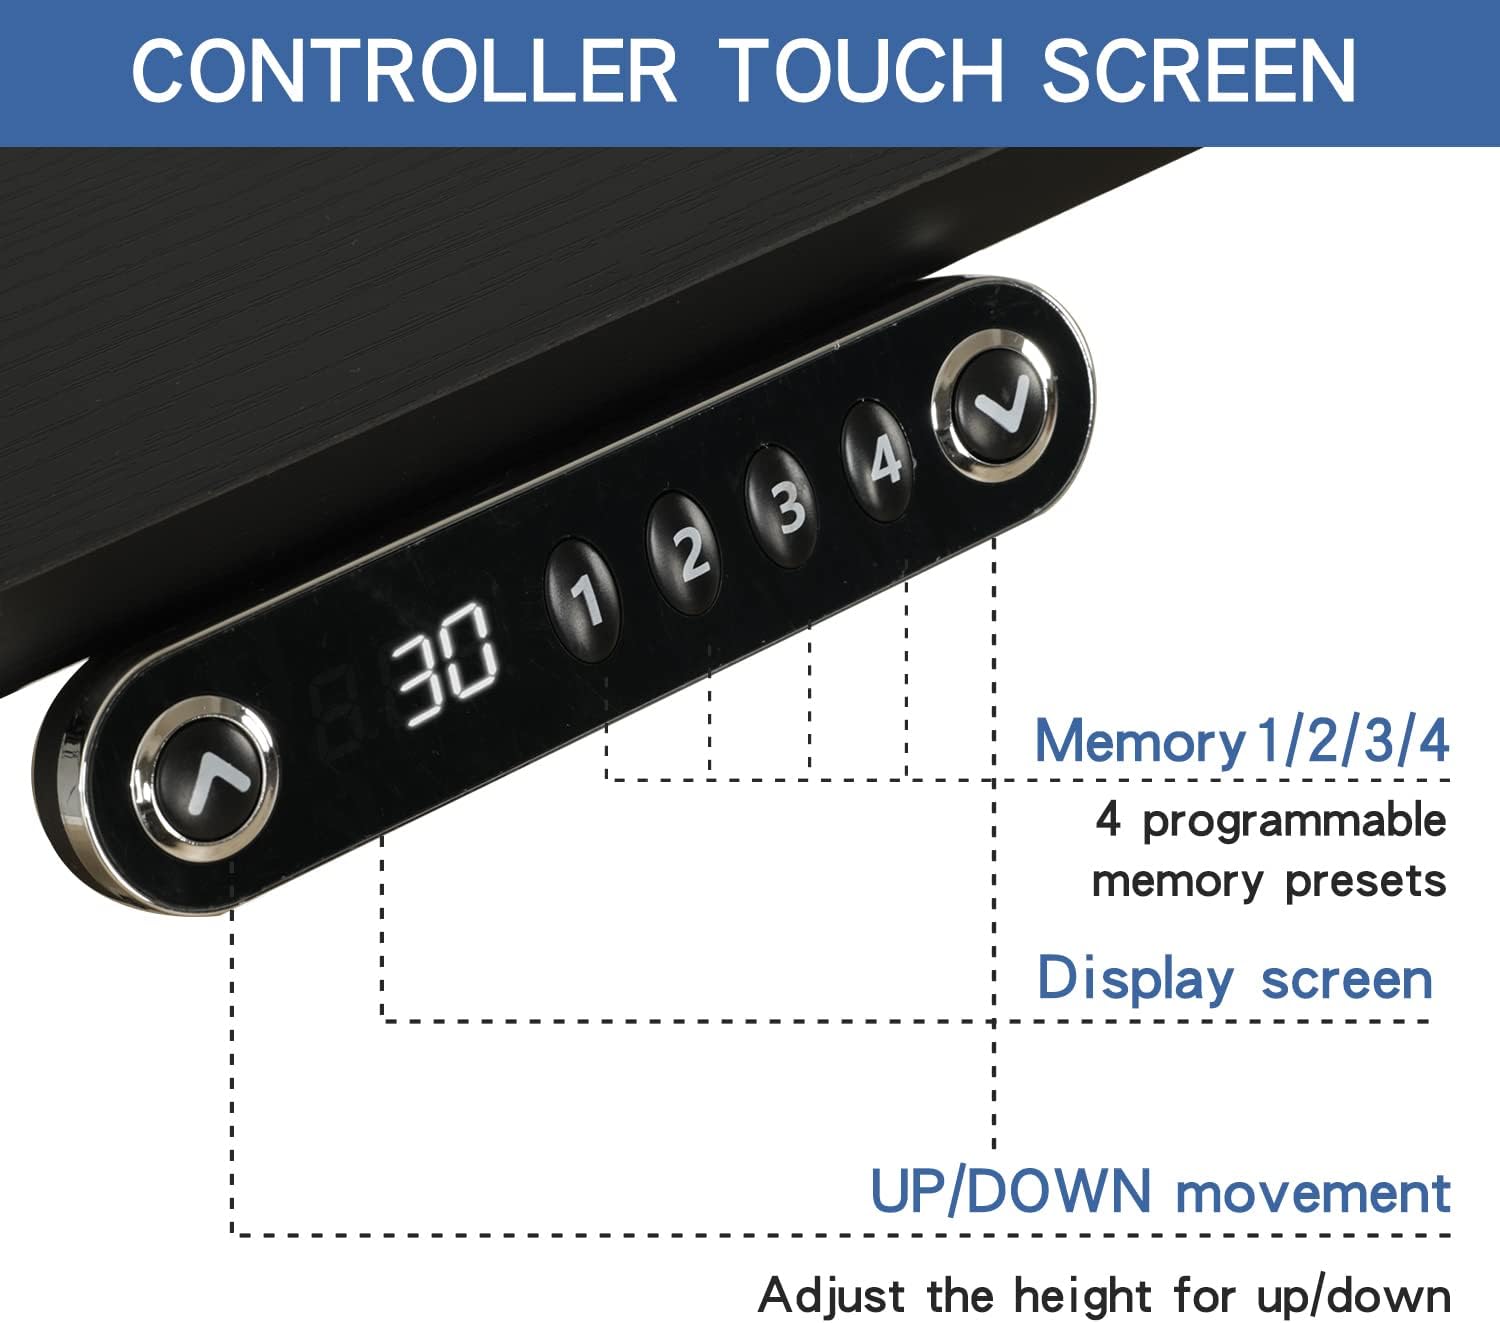 CONTROLLER TOUCH SCREEN
30
1
2
3
4
Memory 1/2/3/4
4 programmable
memory presets
Display screen
UP/DOWN movement
Adjust the height for up/down